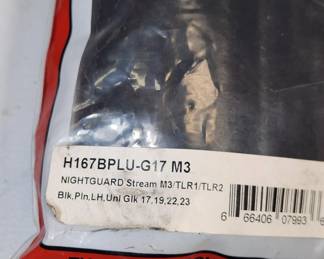 H167BPLU-G17 M3
NIGHTGUARD Stream M3/TLR1/TLR2
Blk,Pln,LH,Uni Glk 17,19,22,23
6 66406 07993